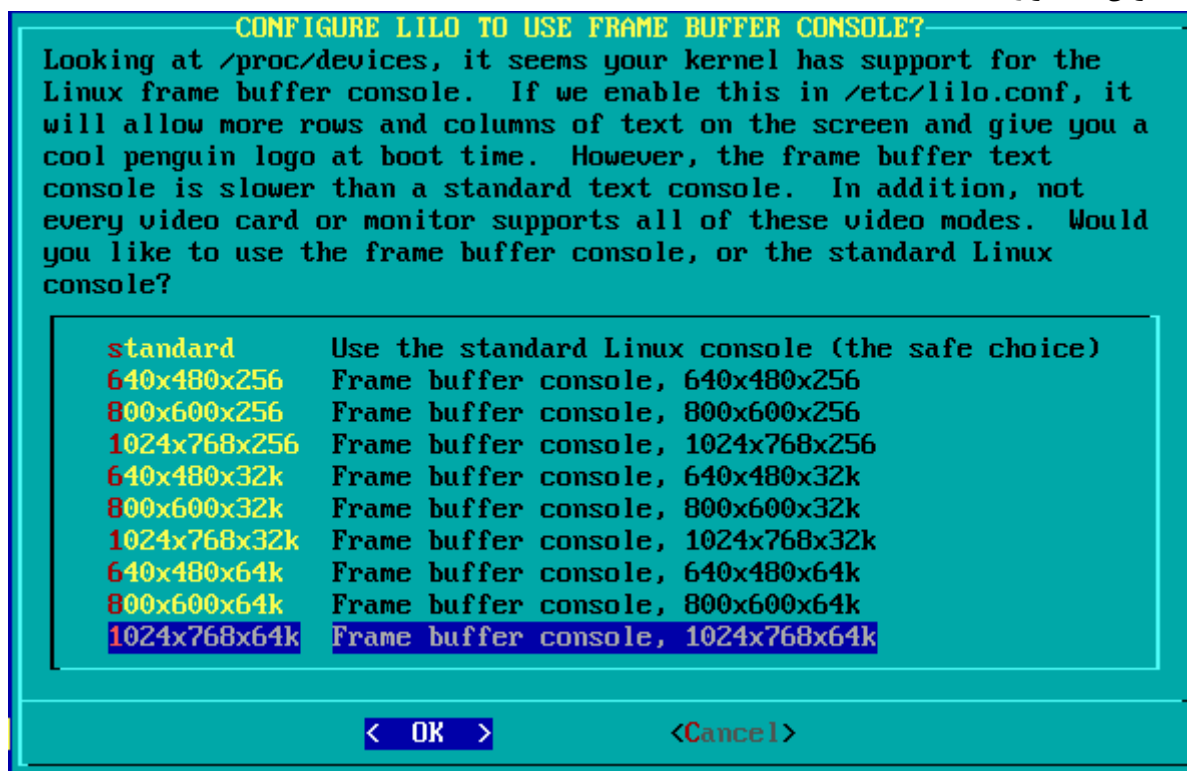 CONFIGURE LILO TO USE FRAME BUFFER CONSOLE?
Looking at /proc/devices, it seems your kernel has support for the
Linux frame buffer console.  If we enable this in /etc/lilo.conf, it
will allow more rows and columns of text on the screen and give you a
cool penguin logo at boot time.  However, the frame buffer text
console is slower than a standard text console.  In addition, not
every video card or monitor supports all of these video modes.  Would
you like to use the frame buffer console, or the standard Linux
console?
standard Use the standard Linux console (the safe choice)
640x480x256 Frame buffer console, 640x480x256
800x600x256 Frame buffer console, 800x600x256
1024x768x256 Frame buffer console, 1024x768x256
640x480x32k Frame buffer console, 640x480x32k
800x600x32k Frame buffer console, 800x600x32k
1024x768x32k Frame buffer console, 1024x768x32k
640x480x64k Frame buffer console, 640x480x64k
800x600x64k Frame buffer console, 800x600x64k
1024x768x64k Frame buffer console, 1024x768x64k
< OK > <Cancel>